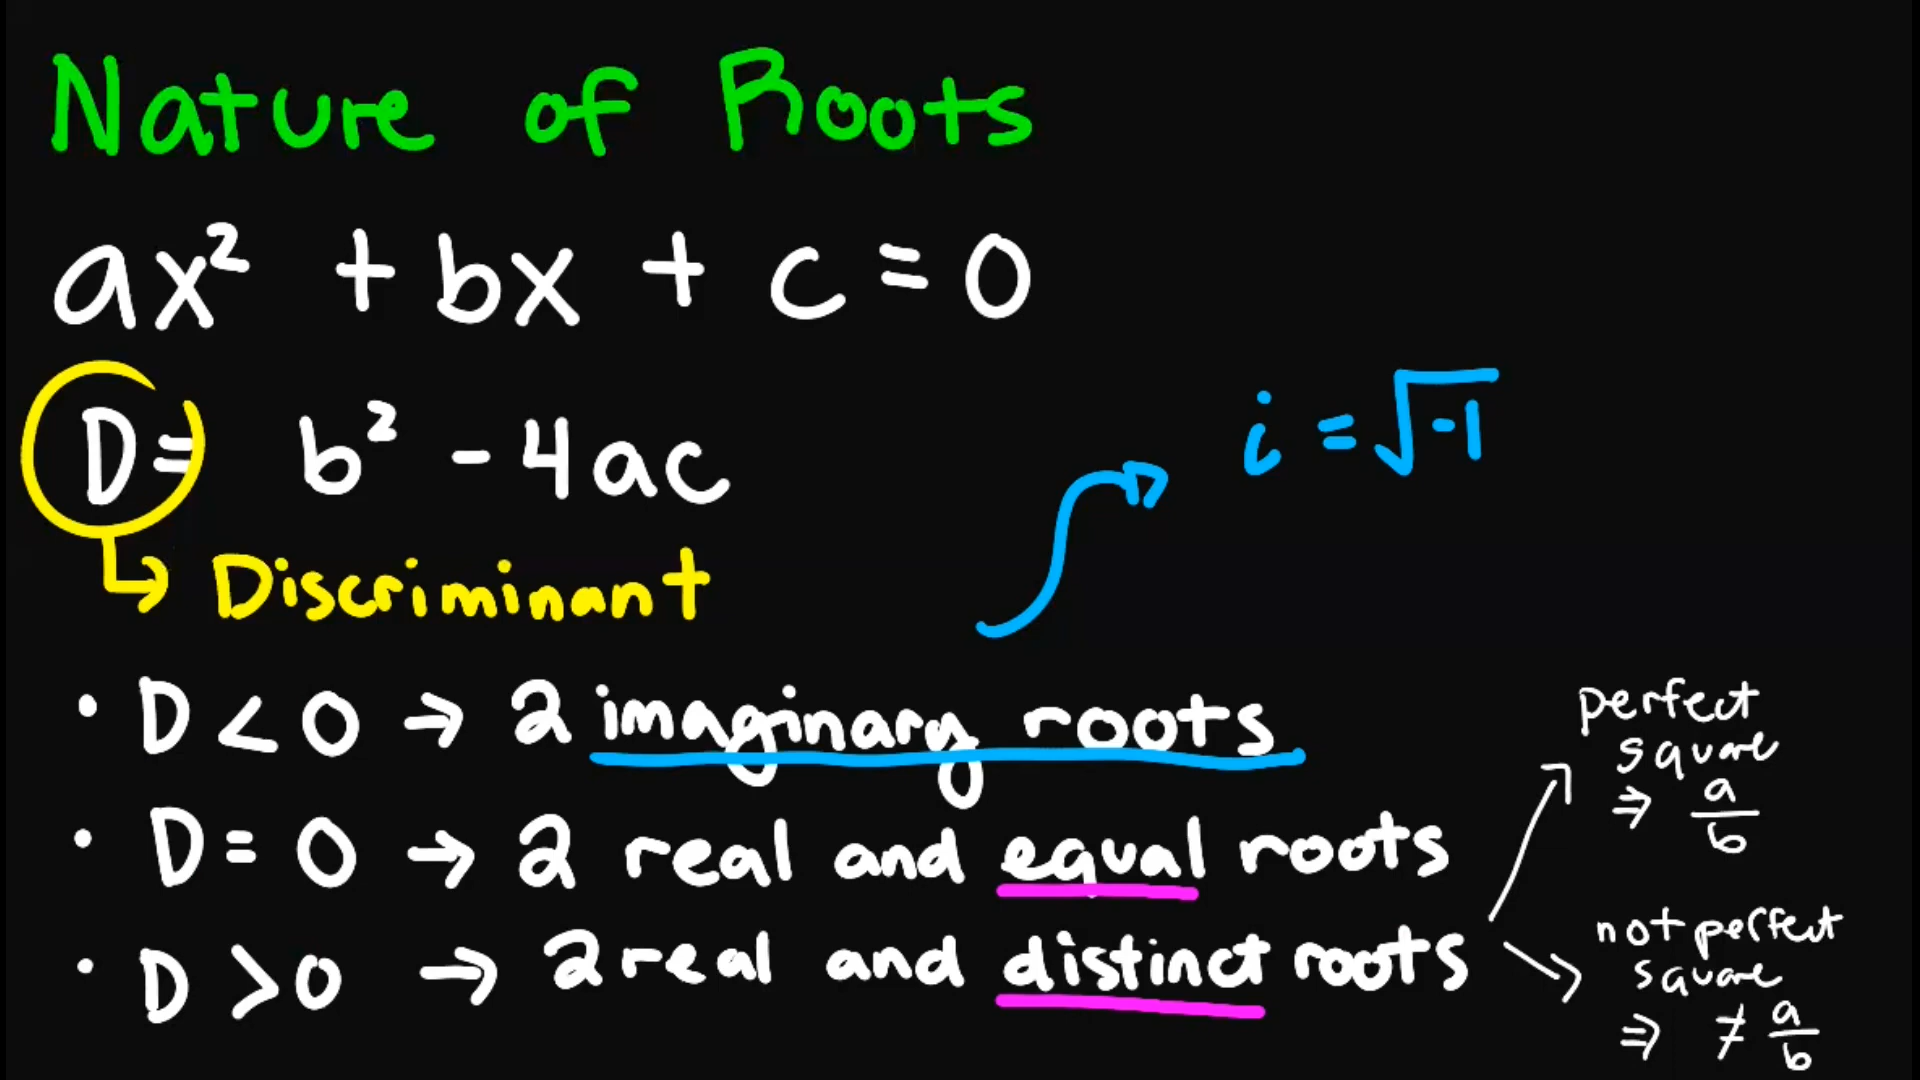 Nature of Roots
ax² + bx + c = 0
D = b² - 4ac
i = √-1
↳ Discriminant
• D < 0 → 2 imaginary roots
• D = 0 → 2 real and equal roots
• D > 0 → 2 real and distinct roots
perfect
square
⇒ a/b
not perfect
square
⇒ ≠ a/b